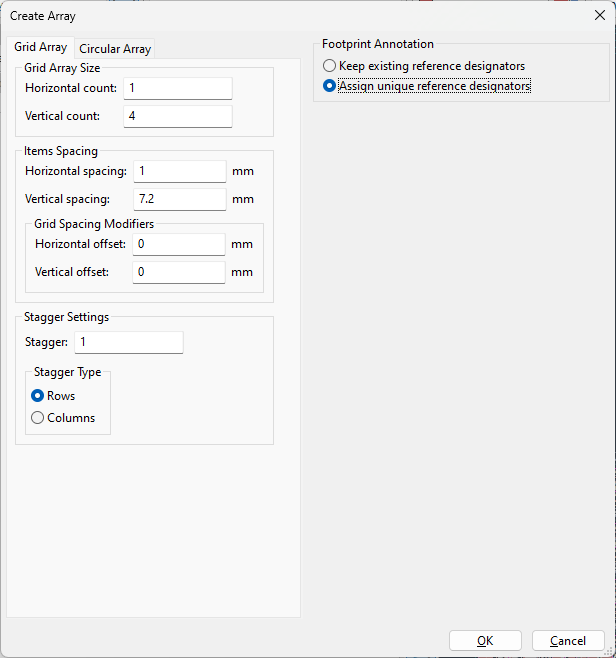 Create Array
Grid Array
Circular Array
Grid Array Size
Horizontal count: 1
Vertical count: 4
Items Spacing
Horizontal spacing: 1 mm
Vertical spacing: 7.2 mm
Grid Spacing Modifiers
Horizontal offset: 0 mm
Vertical offset: 0 mm
Stagger Settings
Stagger: 1
Stagger Type
Rows
Columns
Footprint Annotation
Keep existing reference designators
Assign unique reference designators
OK
Cancel